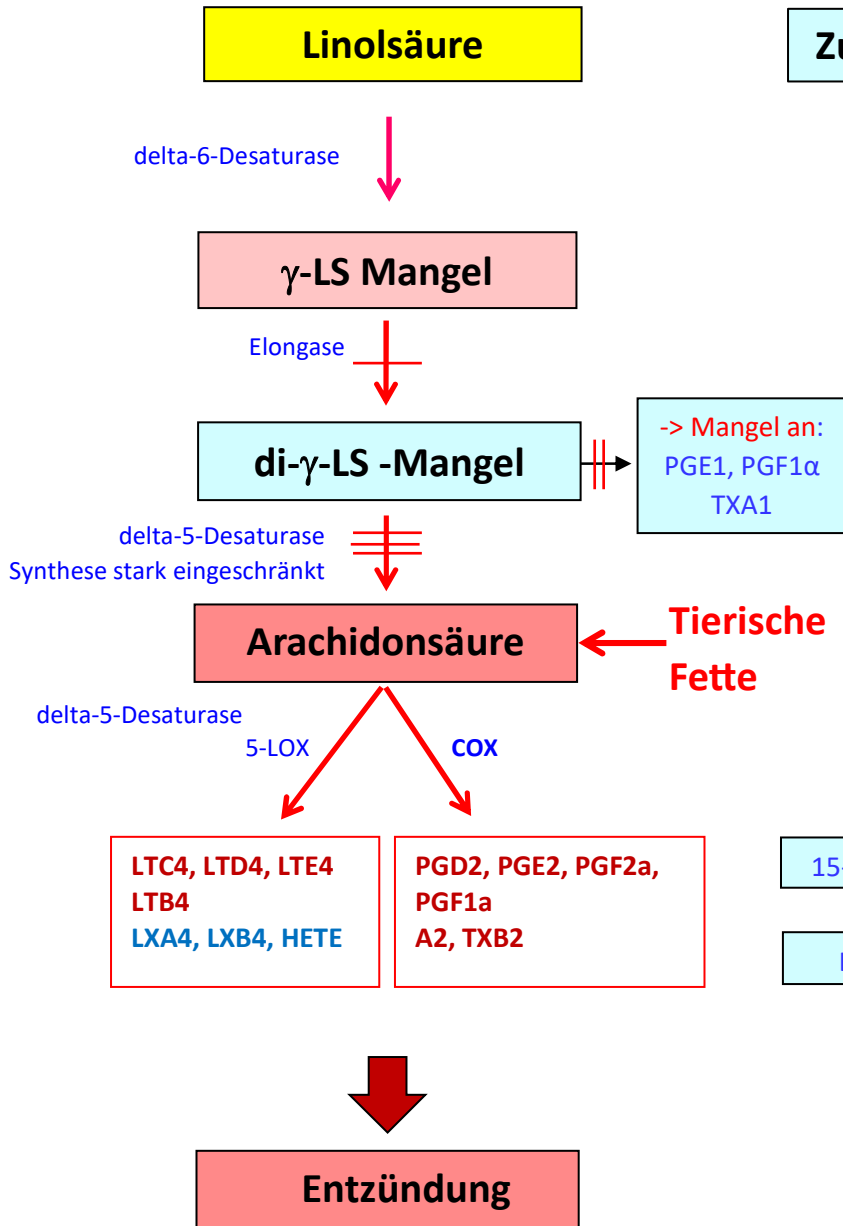 Linolsäure
Zu
delta-6-Desaturase
γ-LS Mangel
Elongase
di-γ-LS -Mangel
-> Mangel an:
PGE1, PGF1α
TXA1
delta-5-Desaturase
Synthese stark eingeschränkt
Arachidonsäure
Tierische
Fette
delta-5-Desaturase
5-LOX
COX
LTC4, LTD4, LTE4
LTB4
LXA4, LXB4, HETE
PGD2, PGE2, PGF2a,
PGF1a
A2, TXB2
15-
Entzündung